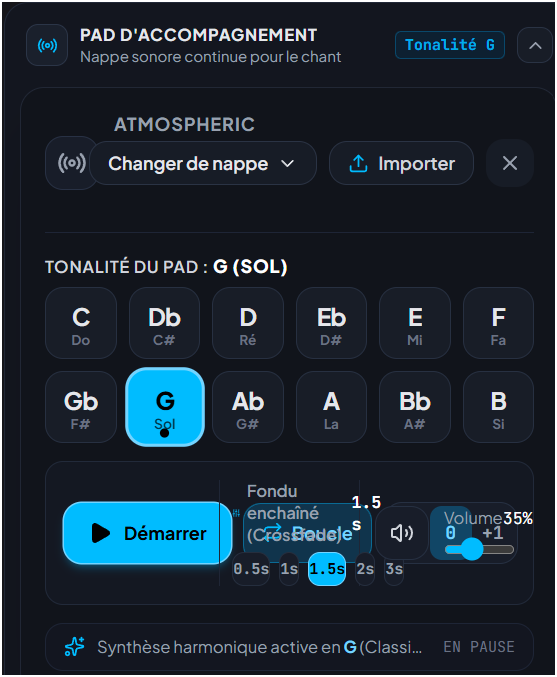 PAD D'ACCOMPAGNEMENT
Nappe sonore continue pour le chant
Tonalité G
ATMOSPHERIC
Changer de nappe
Importer
TONALITÉ DU PAD : G (SOL)
C Db D Eb E F
Do C# Ré D# Mi Fa
Gb G Ab A Bb B
F# Sol G# La A# Si
Démarrer
Fondu
enchaîné
(Crossfade)
1.5
s
Boucle
0 +1
Volume 35%
0.5s 1s 1.5s 2s 3s
Synthèse harmonique active en G (Classi...
EN PAUSE